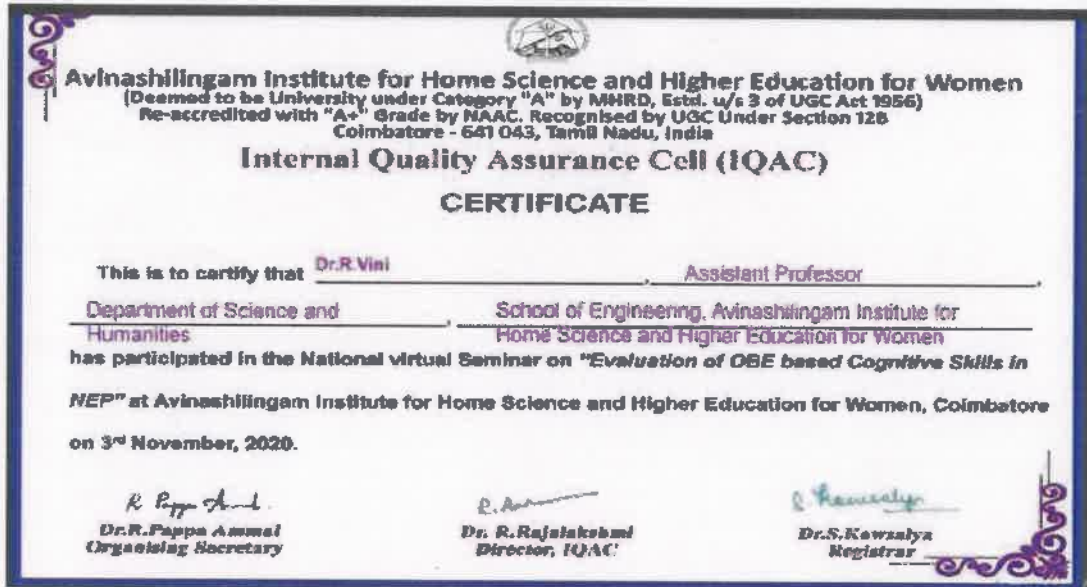 Avinashilingam Institute for Home Science and Higher Education for Women
(Deemed to be University under Category "A" by MHRD, Estd. u/s 3 of UGC Act 1956)
Re-accredited with "A+" Grade by NAAC. Recognised by UGC Under Section 12B
Coimbatore - 641 043, Tamil Nadu, India
Internal Quality Assurance Cell (IQAC)
CERTIFICATE
This is to certify that Dr.R.Vini, Assistant Professor,
Department of Science and Humanities, School of Engineering, Avinashilingam Institute for Home Science and Higher Education for Women
has participated in the National virtual Seminar on "Evaluation of OBE based Cognitive Skills in
NEP" at Avinashilingam Institute for Home Science and Higher Education for Women, Coimbatore
on 3rd November, 2020.
Dr.R.Pappa Ammal
Organising Secretary
Dr. R.Rajalakshmi
Director, IQAC
Dr.S.Kowsalya
Registrar